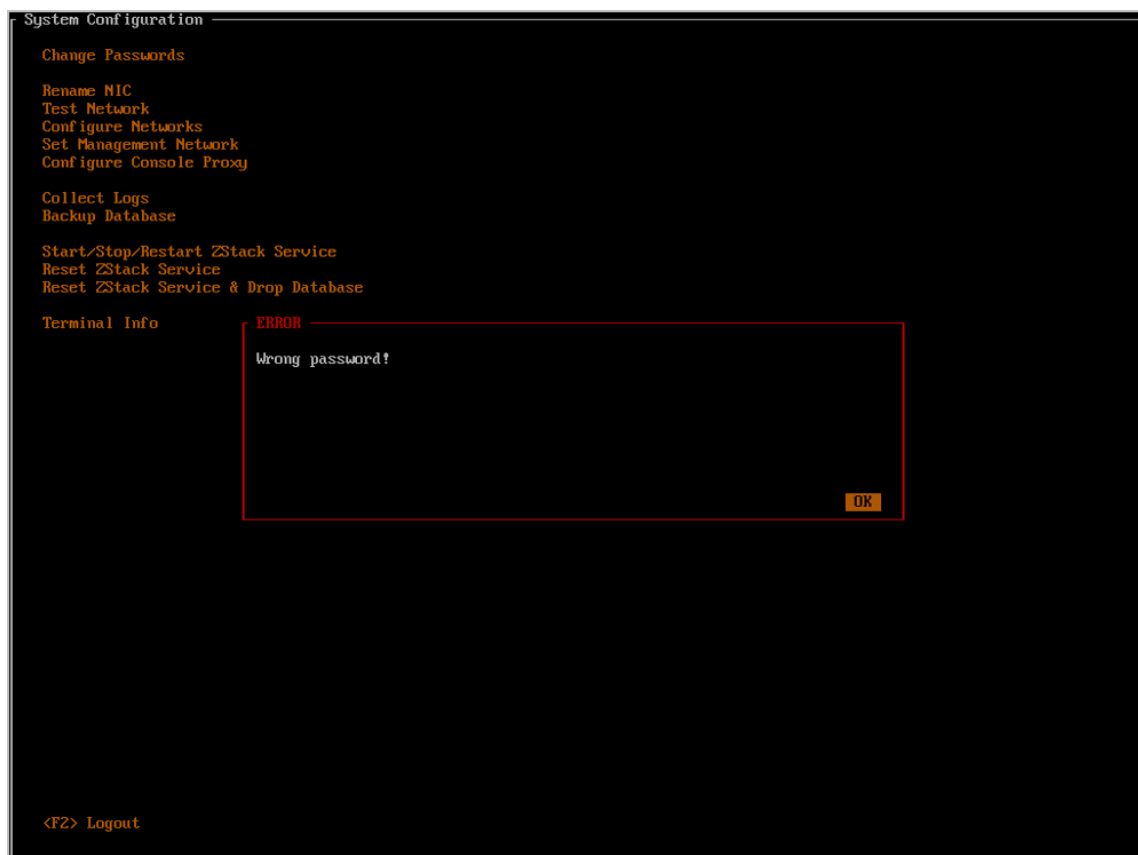 System Configuration
Change Passwords
Rename NIC
Test Network
Configure Networks
Set Management Network
Configure Console Proxy
Collect Logs
Backup Database
Start/Stop/Restart ZStack Service
Reset ZStack Service
Reset ZStack Service & Drop Database
Terminal Info
ERROR
Wrong password!
OK
<F2> Logout